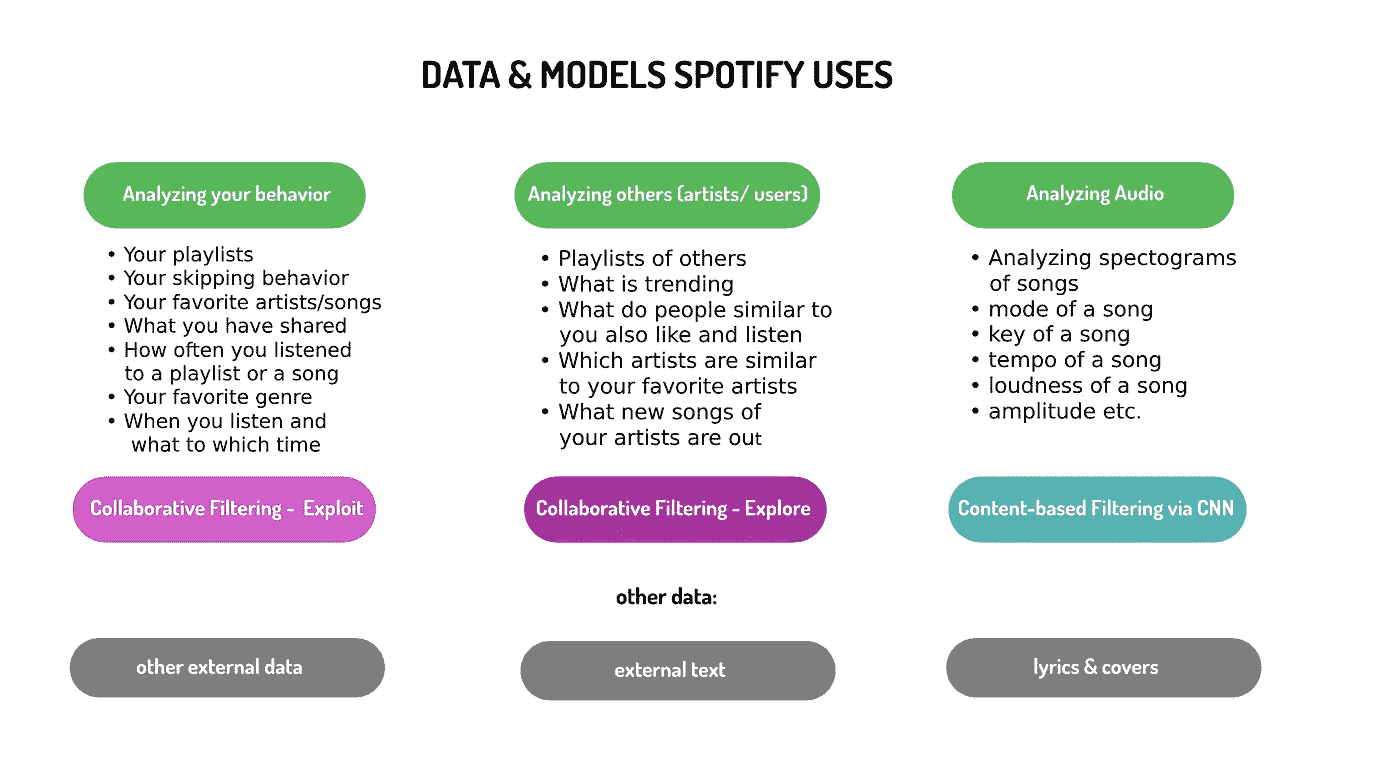 DATA & MODELS SPOTIFY USES
Analyzing your behavior
• Your playlists
• Your skipping behavior
• Your favorite artists/songs
• What you have shared
• How often you listened
to a playlist or a song
• Your favorite genre
• When you listen and
what to which time
Collaborative Filtering - Exploit
Analyzing others (artists/ users)
• Playlists of others
• What is trending
• What do people similar to
you also like and listen
• Which artists are similar
to your favorite artists
• What new songs of
your artists are out
Collaborative Filtering - Explore
Analyzing Audio
• Analyzing spectograms
of songs
• mode of a song
• key of a song
• tempo of a song
• loudness of a song
• amplitude etc.
Content-based Filtering via CNN
other data:
other external data
external text
lyrics & covers